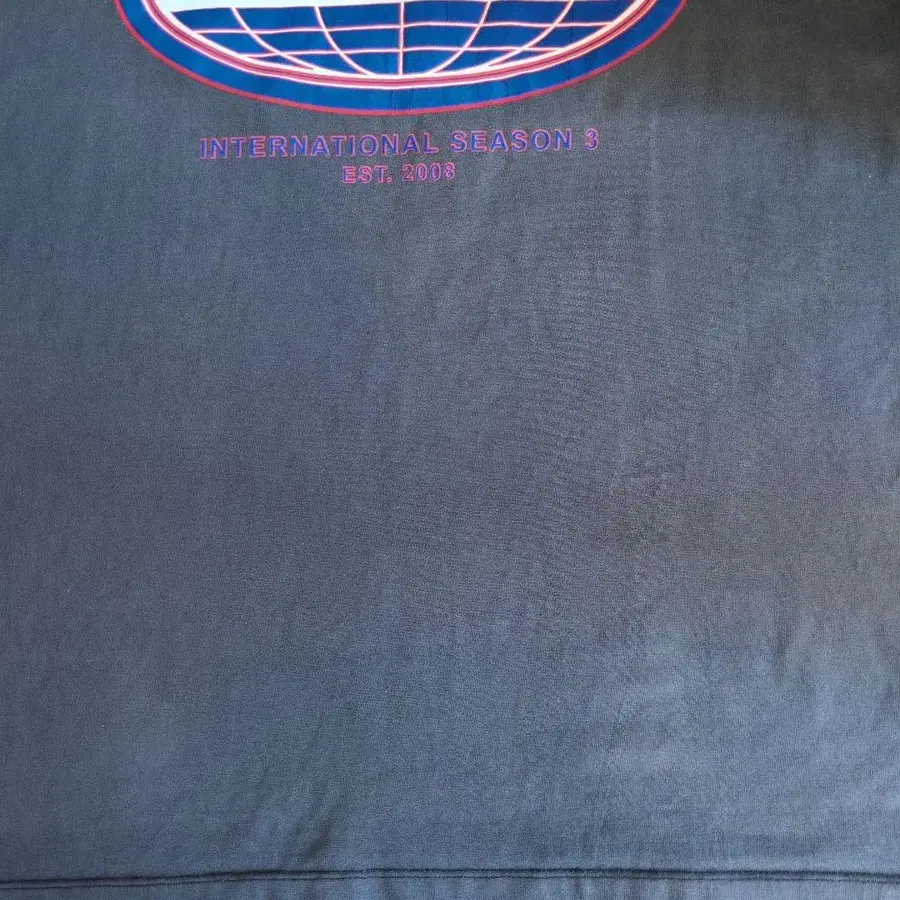 INTERNATIONAL SEASON 3
EST. 2008